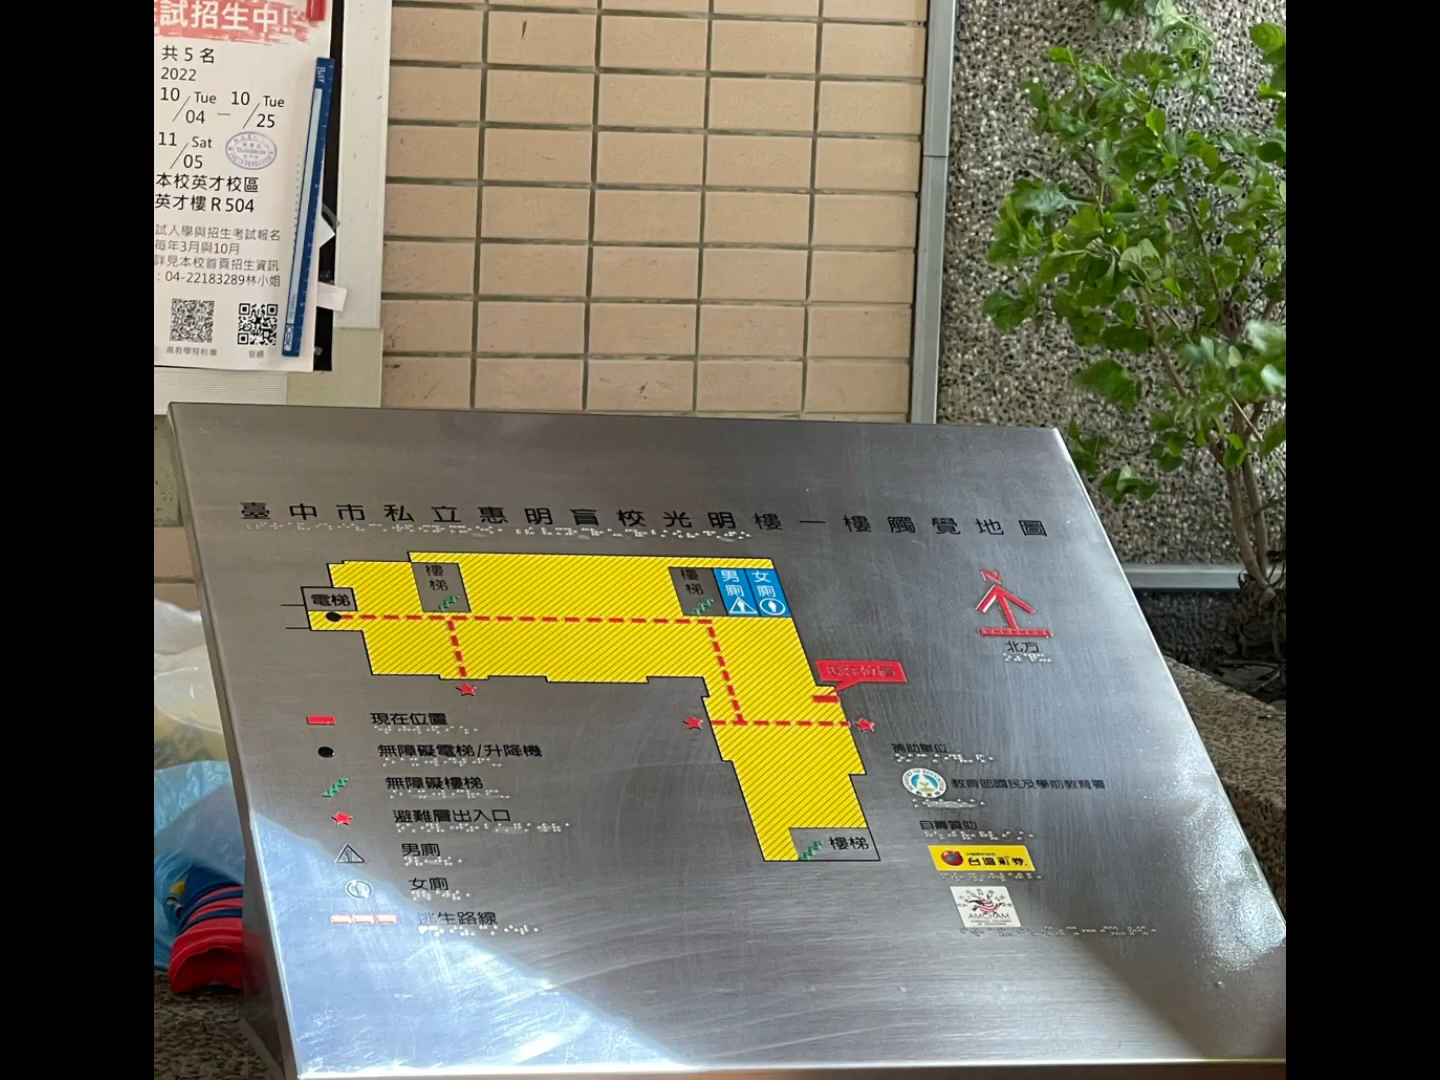 試招生中!
共5名
2022
10/04 Tue — 10/25 Tue
11/05 Sat
本校英才校區
英才樓R504
試入學與招生考試報名
每年3月與10月
詳見本校首頁招生資訊
: 04-22183289林小姐
官網
臺中市私立惠明盲校光明樓一樓觸覺地圖
樓梯
樓梯
男廁
女廁
電梯
北方
現在位置
現在位置
無障礙電梯/升降機
無障礙樓梯
避難層出入口
男廁
女廁
逃生路線
樓梯
補助單位
教育部國民及學前教育署
自籌贊助
台灣彩券
AMCHAM